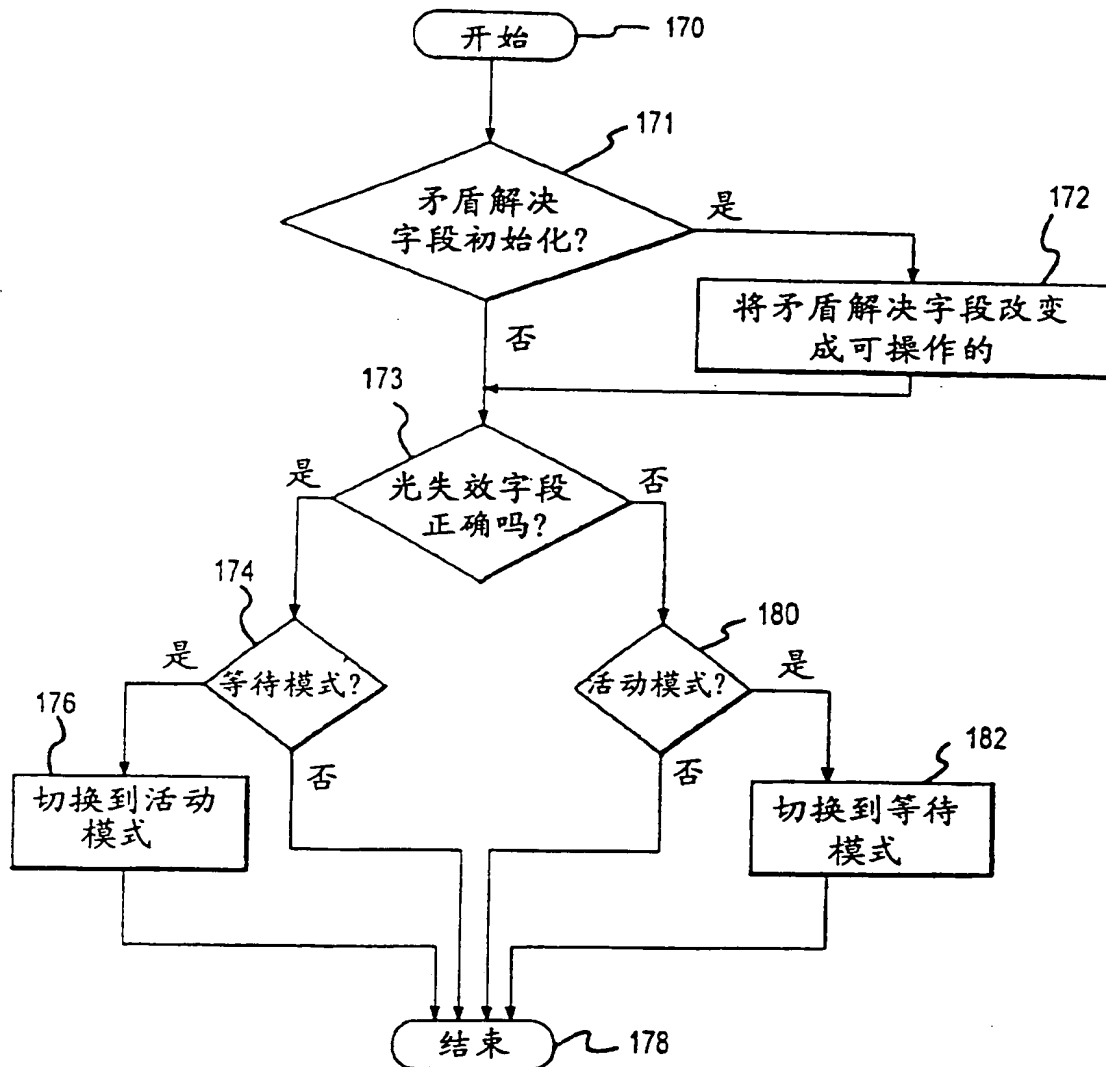 开始
170
171
矛盾解决
字段初始化?
是
172
将矛盾解决字段改变
成可操作的
否
173
是
光失效字段
正确吗?
否
174
180
是
等待模式?
活动模式?
是
176
否
否
182
切换到活动
模式
切换到等待
模式
结束
178